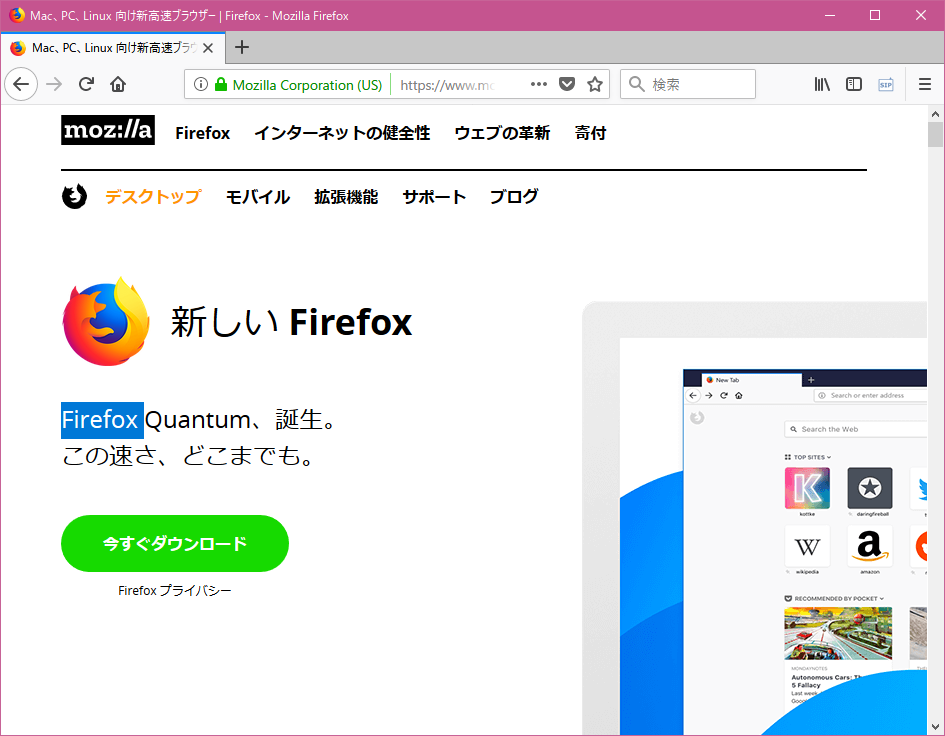 Mac、PC、Linux 向け新高速ブラウザー | Firefox - Mozilla Firefox
Mac、PC、Linux 向け新高速ブラウ
Mozilla Corporation (US) https://www.mo 検索 SIP
moz://a Firefox インターネットの健全性 ウェブの革新 寄付
デスクトップ モバイル 拡張機能 サポート ブログ
新しい Firefox
Firefox Quantum、誕生。
この速さ、どこまでも。
今すぐダウンロード
Firefox プライバシー
New Tab
Search or enter address
Search the Web
TOP SITES
K
kottke daringfireball
W a
wikipedia amazon
RECOMMENDED BY POCKET
MONDAYNOTES
Autonomous Cars: Th
5 Fallacy
Last week
Goog